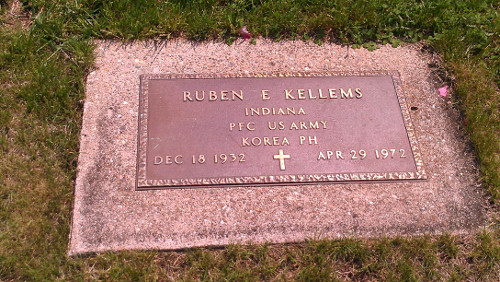 RUBEN E KELLEMS
INDIANA
PFC US ARMY
KOREA PH
DEC 18 1932 APR 29 1972